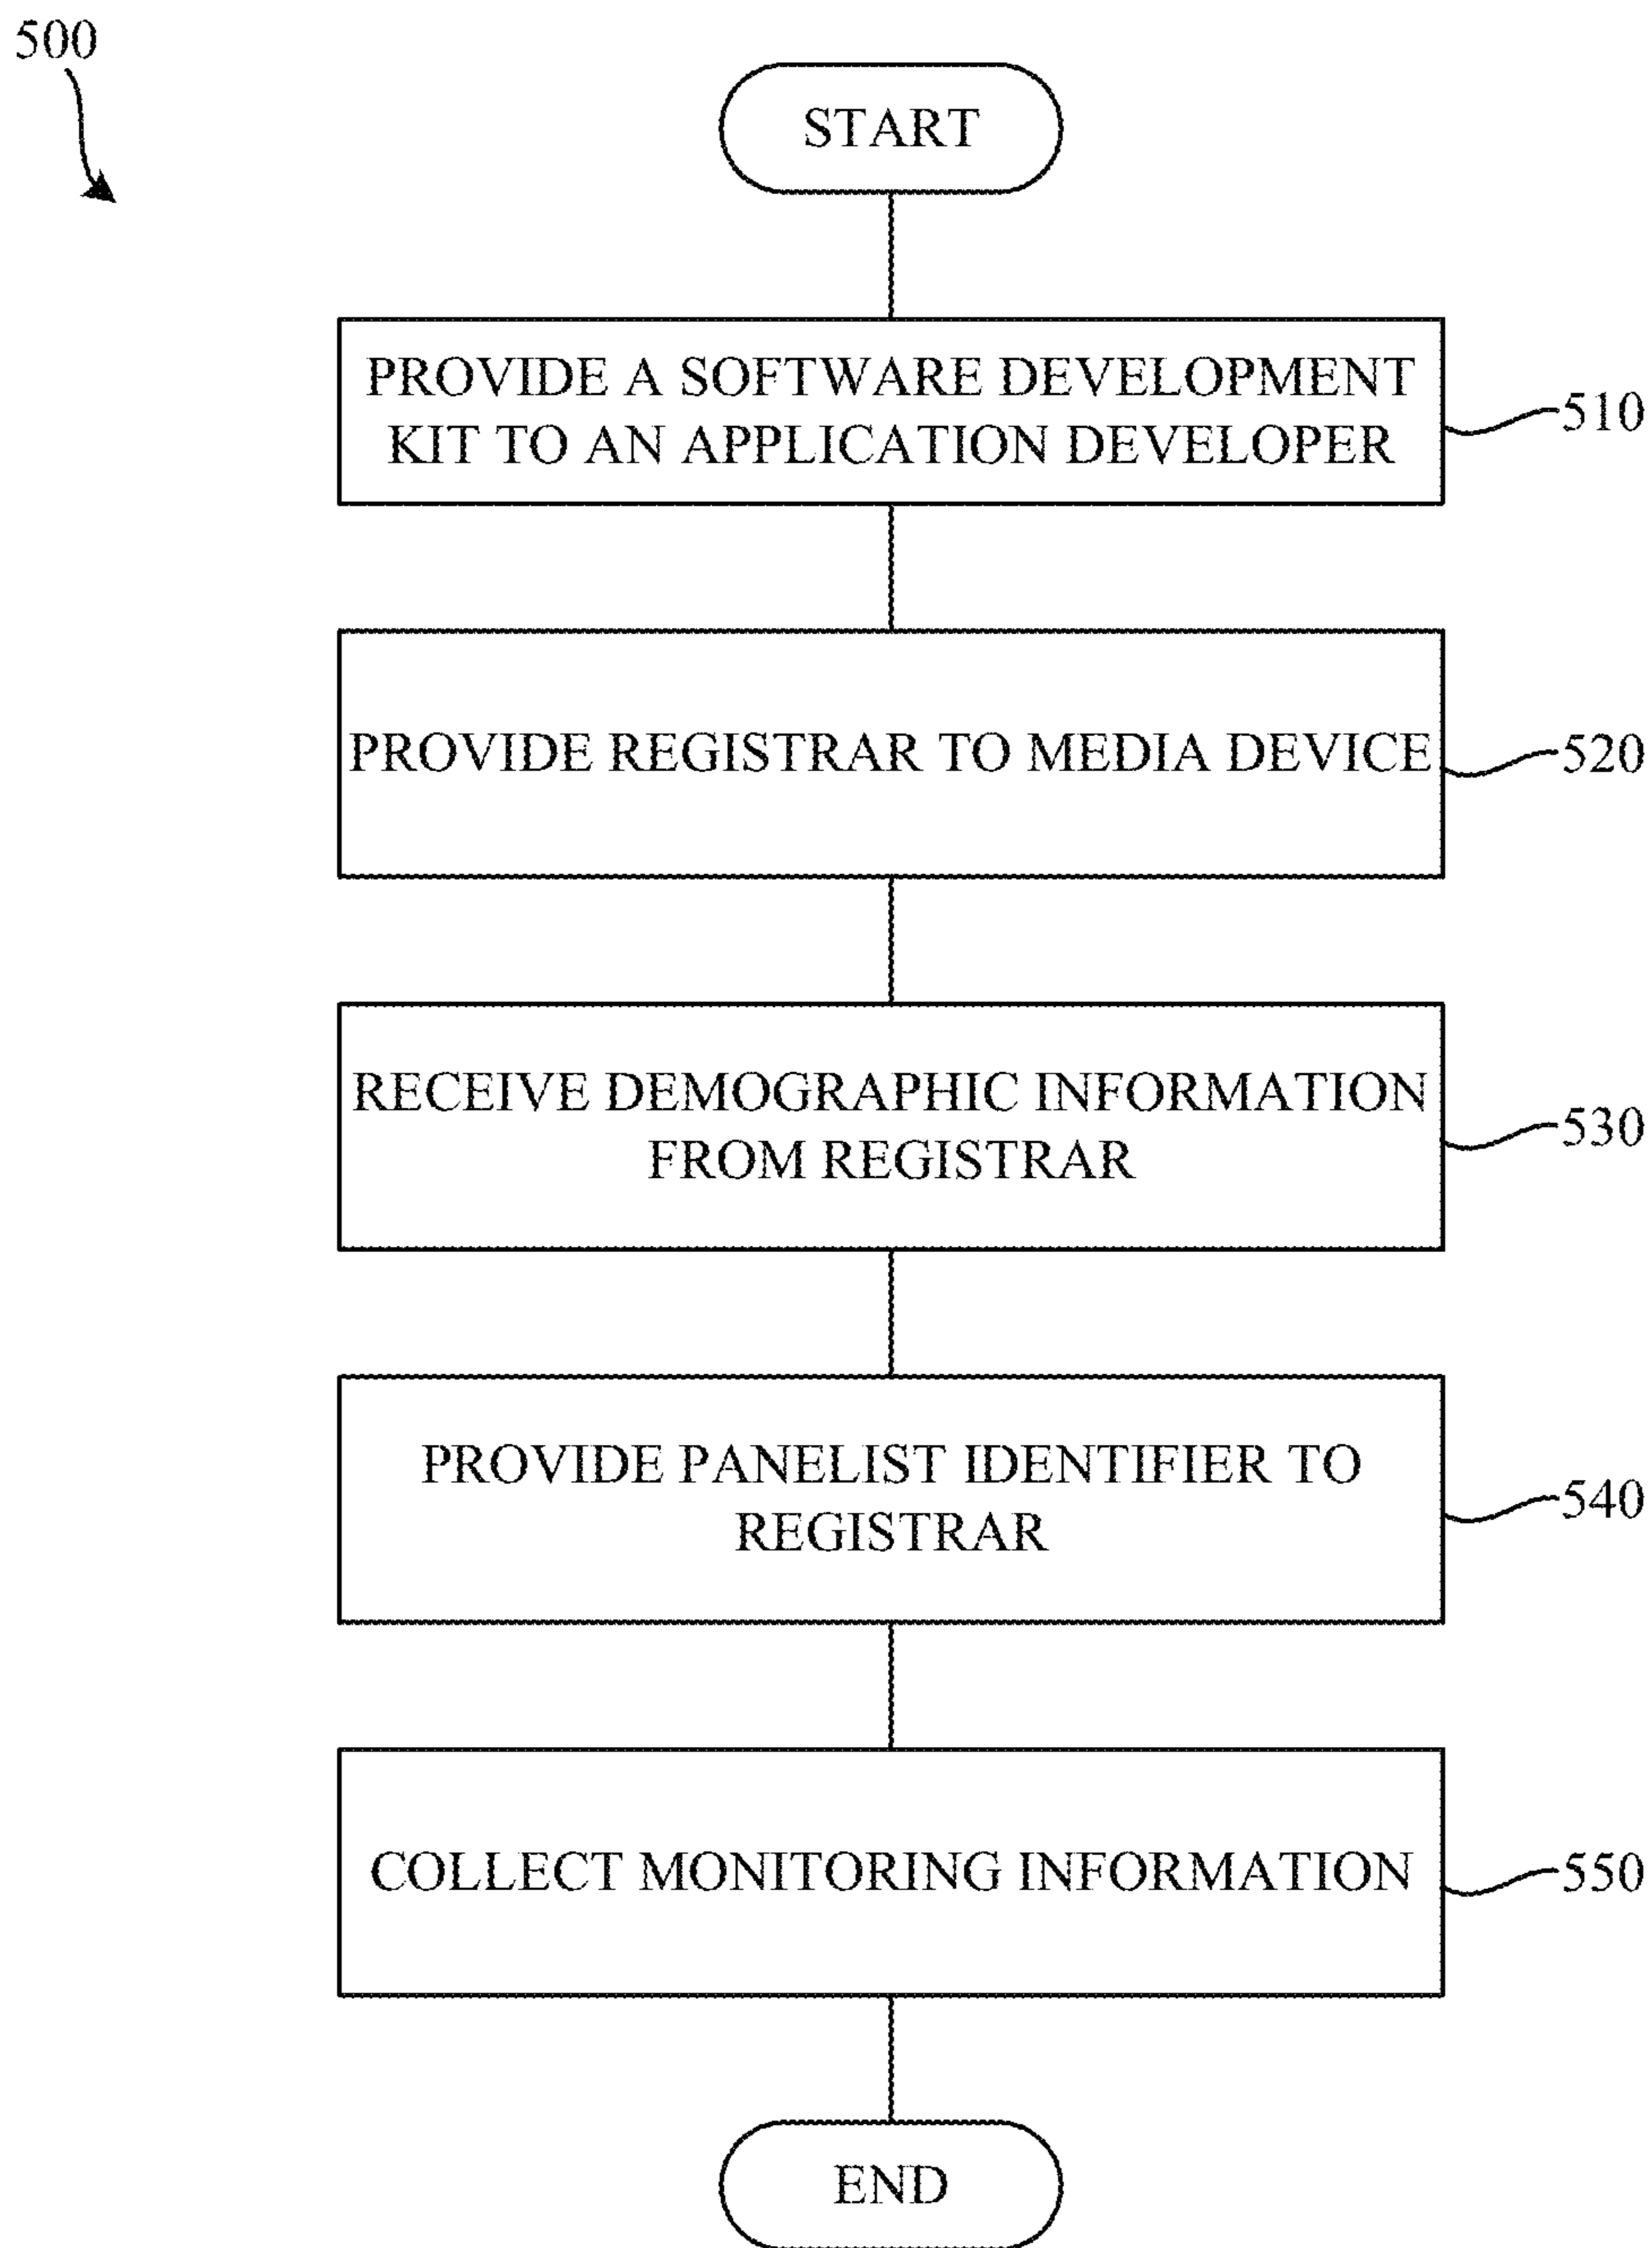 500
START
PROVIDE A SOFTWARE DEVELOPMENT
KIT TO AN APPLICATION DEVELOPER
510
PROVIDE REGISTRAR TO MEDIA DEVICE
520
RECEIVE DEMOGRAPHIC INFORMATION
FROM REGISTRAR
530
PROVIDE PANELIST IDENTIFIER TO
REGISTRAR
540
COLLECT MONITORING INFORMATION
550
END